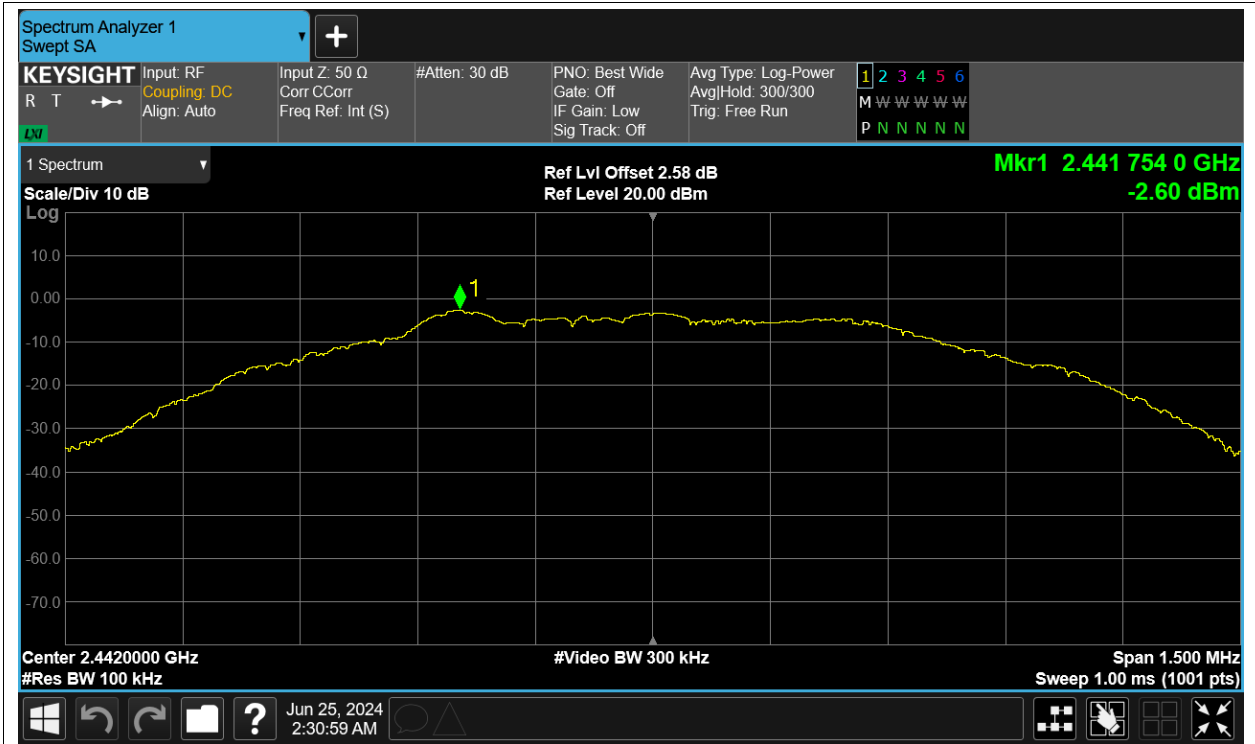 Spectrum Analyzer 1
Swept SA
+
KEYSIGHT
R T
LXI
Input: RF
Coupling: DC
Align: Auto
Input Z: 50 Ω
Corr CCorr
Freq Ref: Int (S)
#Atten: 30 dB
PNO: Best Wide
Gate: Off
IF Gain: Low
Sig Track: Off
Avg Type: Log-Power
Avg|Hold: 300/300
Trig: Free Run
1 2 3 4 5 6
M W W W W W
P N N N N N
1 Spectrum
Scale/Div 10 dB
Log
Ref Lvl Offset 2.58 dB
Ref Level 20.00 dBm
Mkr1 2.441 754 0 GHz
-2.60 dBm
1
10.0
0.00
-10.0
-20.0
-30.0
-40.0
-50.0
-60.0
-70.0
Center 2.4420000 GHz
#Res BW 100 kHz
#Video BW 300 kHz
Span 1.500 MHz
Sweep 1.00 ms (1001 pts)
?
Jun 25, 2024
2:30:59 AM